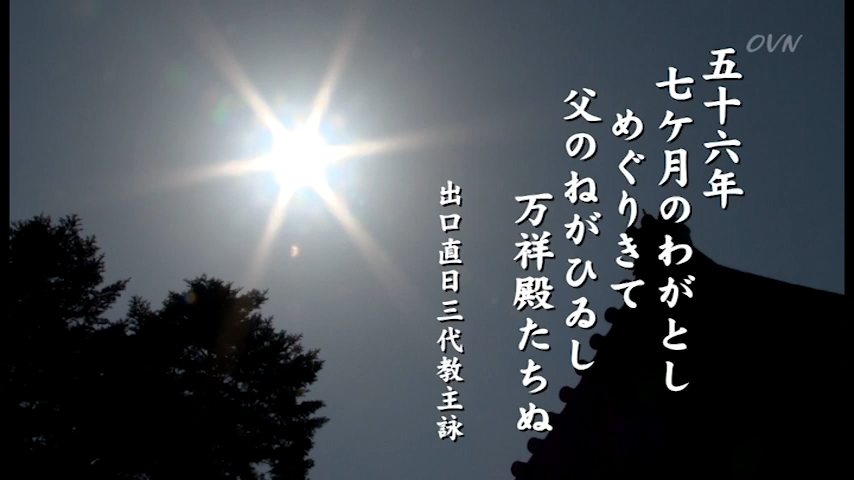 五十六年
七ケ月のわがとし
めぐりきて
父のねがひゐし
万祥殿たちぬ
出口直日三代教主詠
OVN